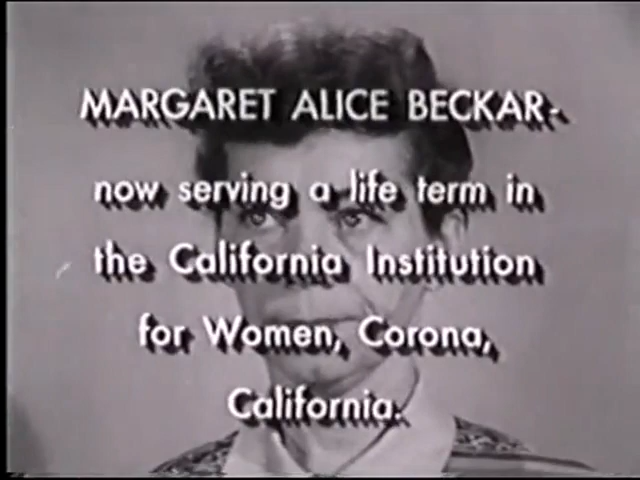 MARGARET ALICE BECKAR-
now serving a life term in
the California Institution
for Women, Corona,
California.